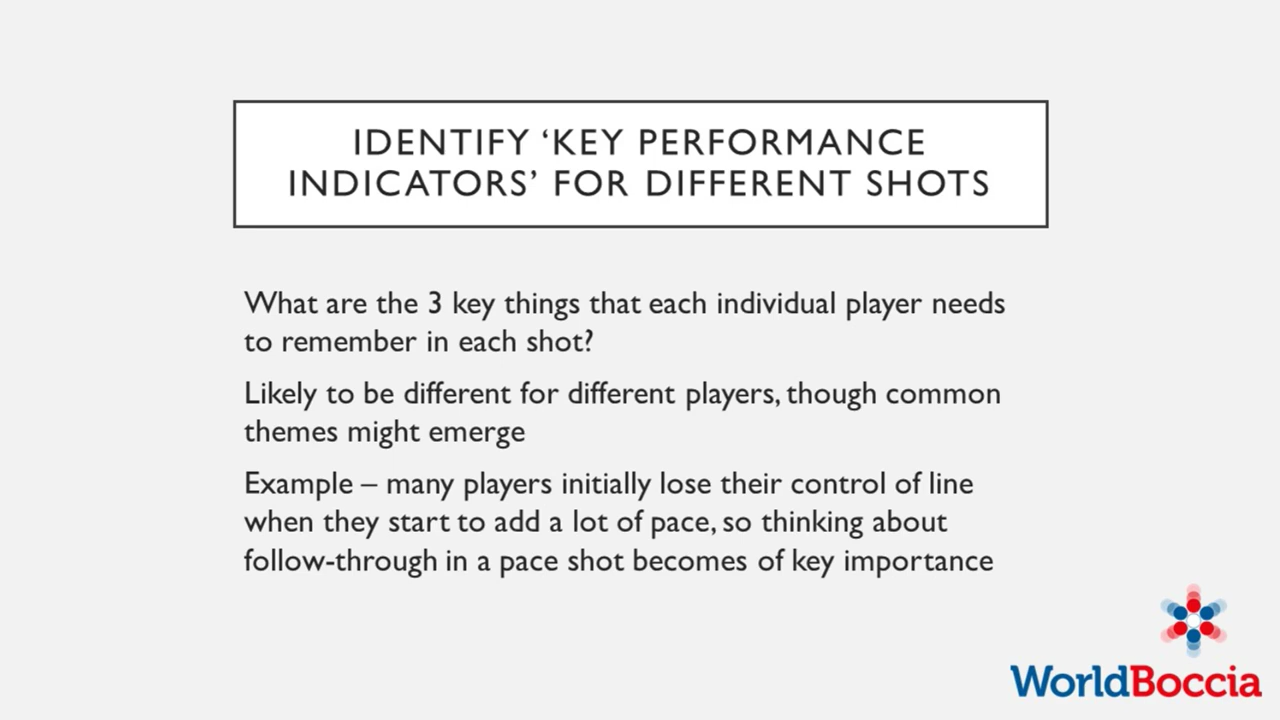 IDENTIFY ‘KEY PERFORMANCE
INDICATORS’ FOR DIFFERENT SHOTS
What are the 3 key things that each individual player needs
to remember in each shot?
Likely to be different for different players, though common
themes might emerge
Example – many players initially lose their control of line
when they start to add a lot of pace, so thinking about
follow-through in a pace shot becomes of key importance
WorldBoccia